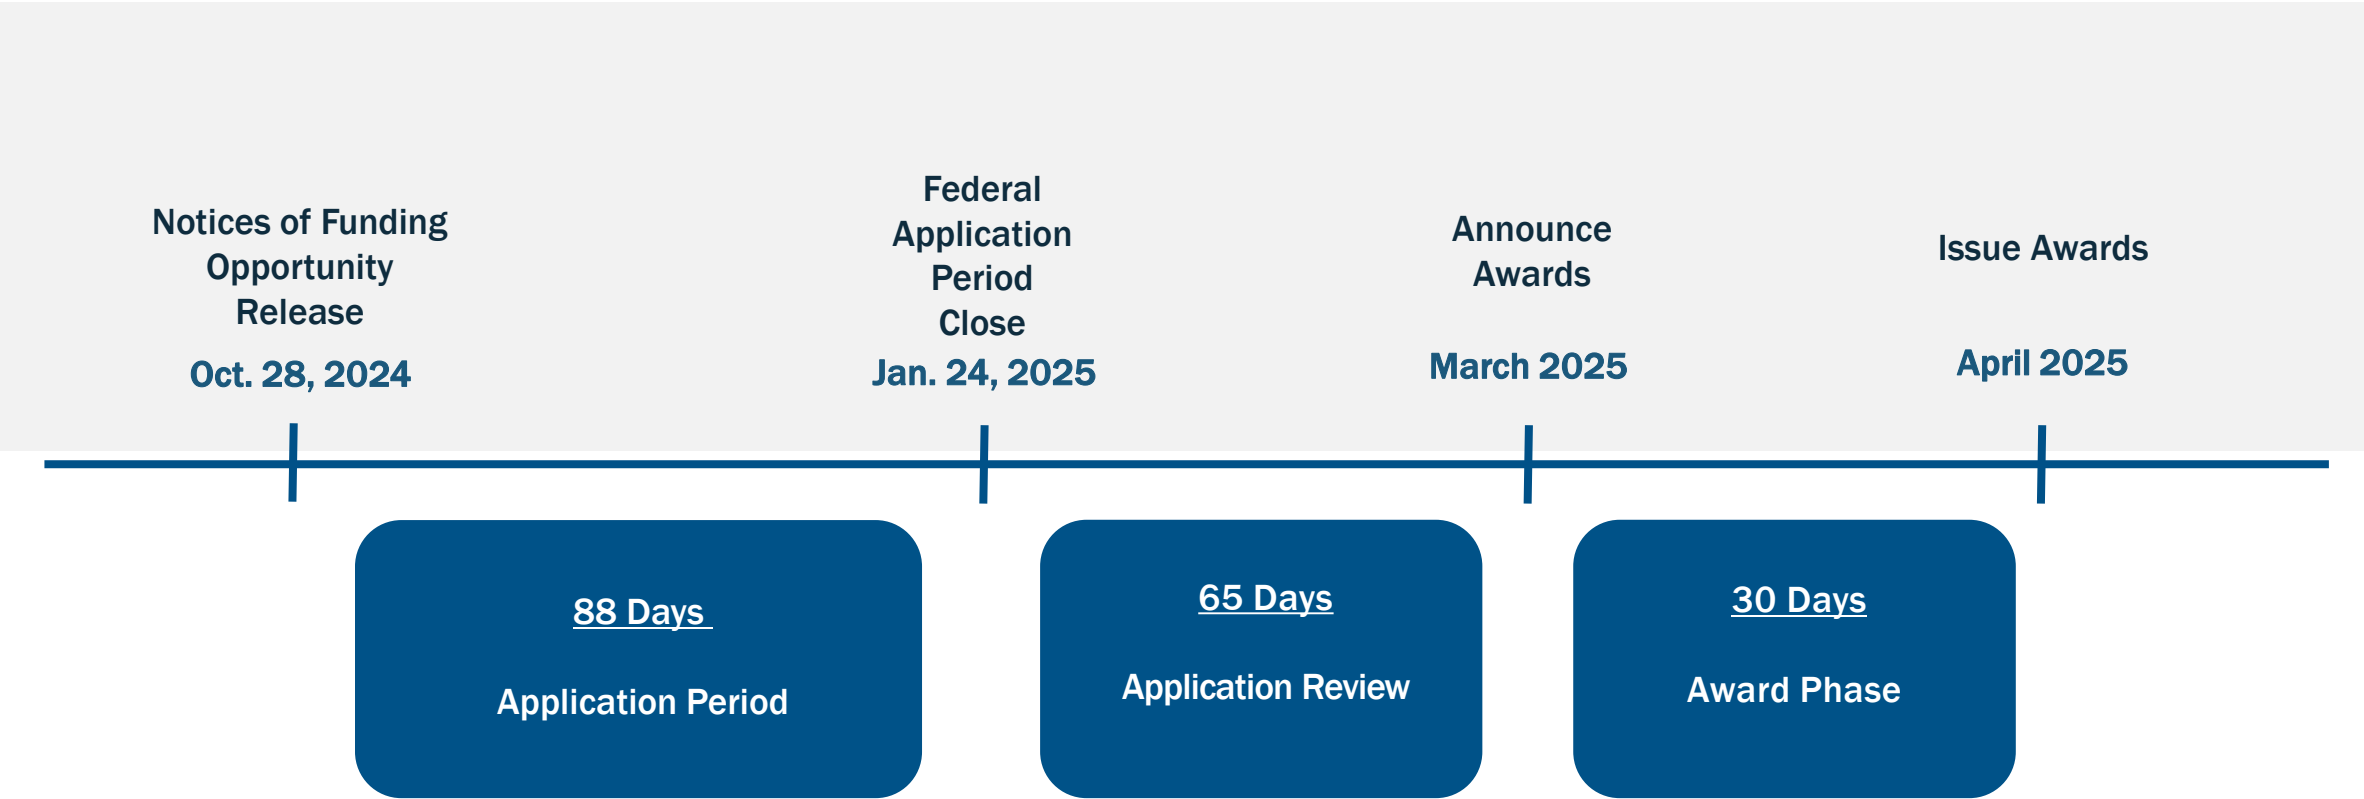 Notices of Funding
Opportunity
Release
Oct. 28, 2024
Federal
Application
Period
Close
Jan. 24, 2025
Announce
Awards
March 2025
Issue Awards
April 2025
88 Days
Application Period
65 Days
Application Review
30 Days
Award Phase